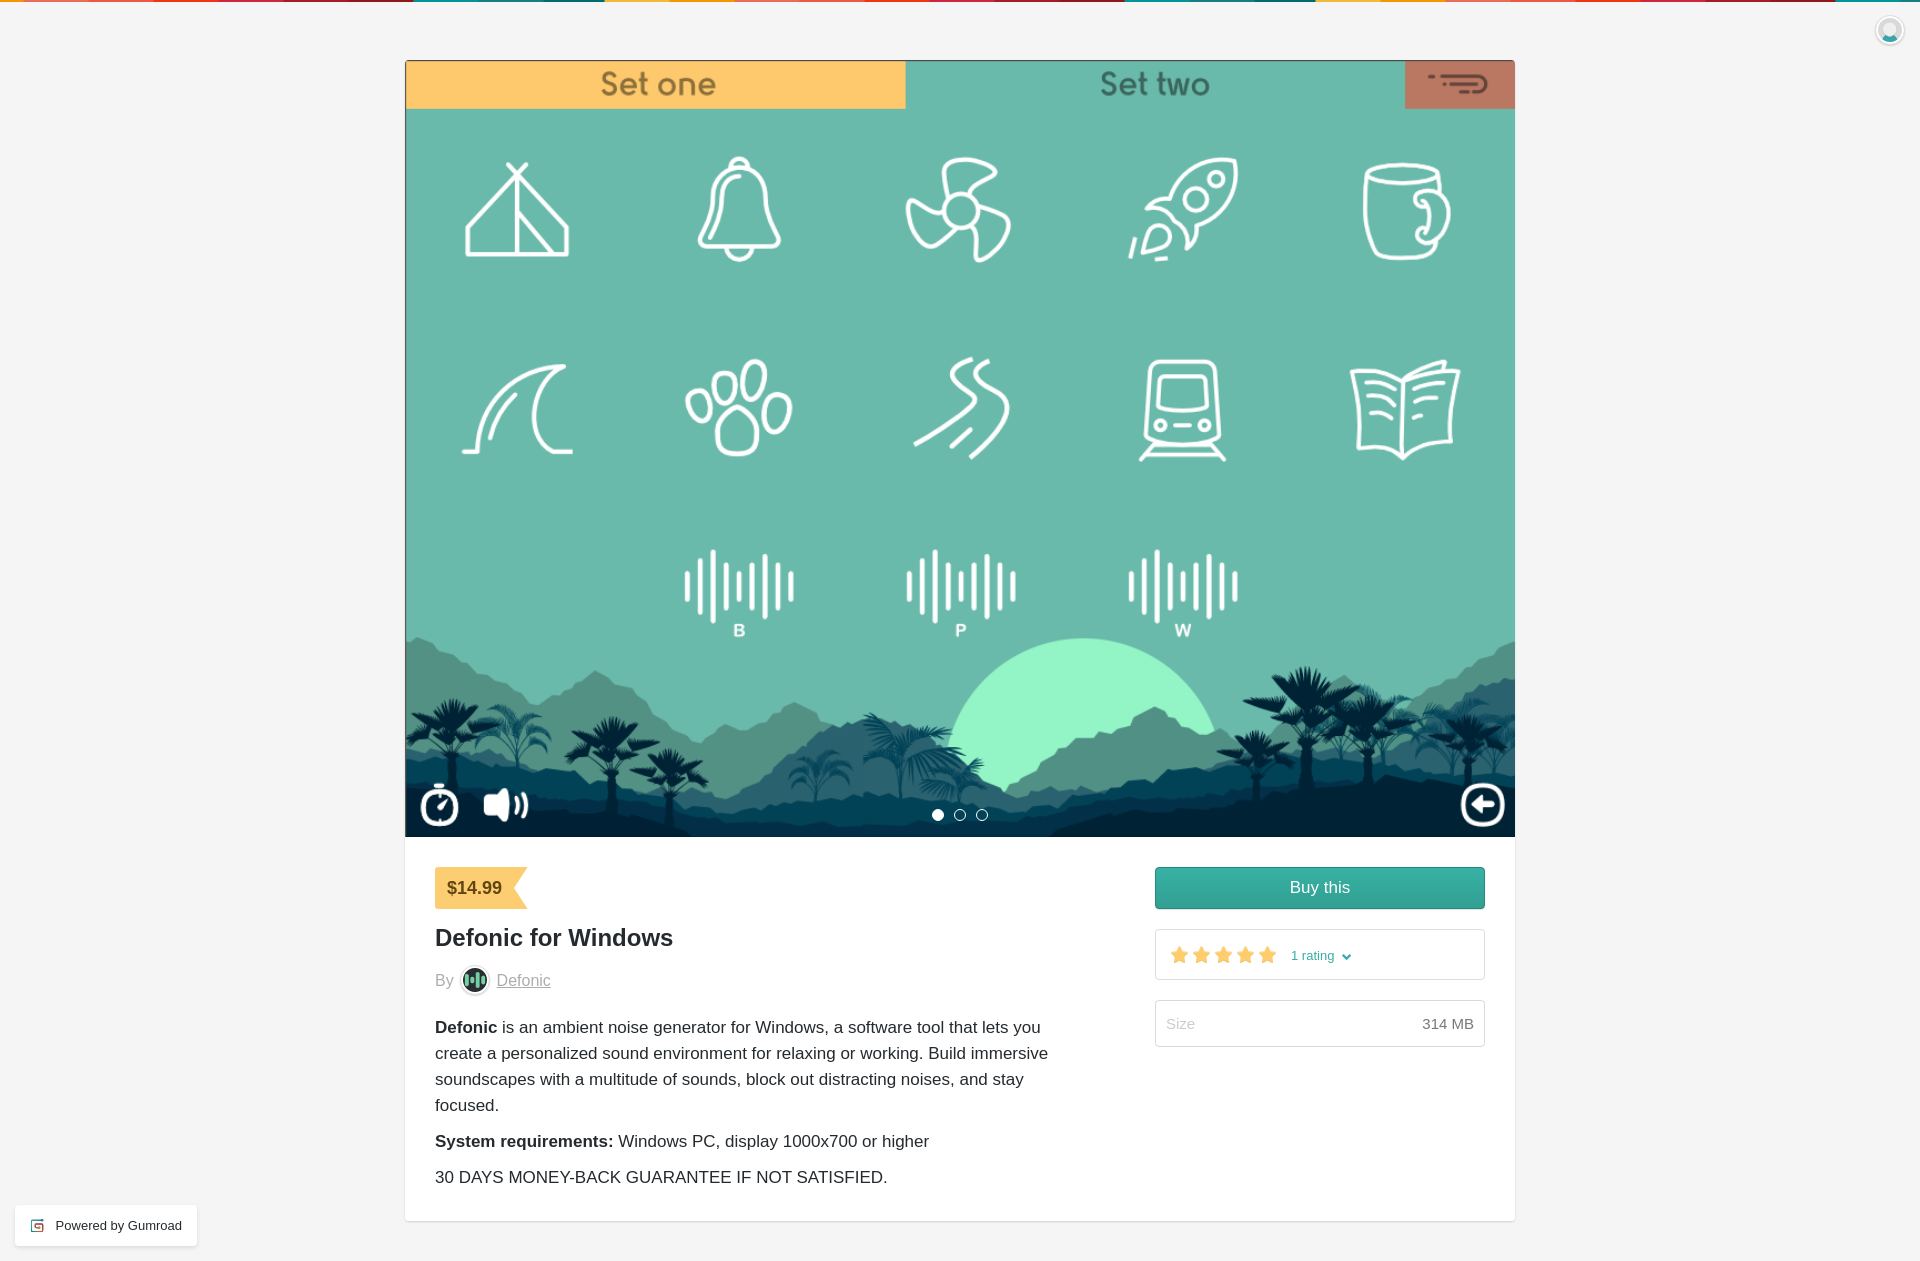 Set one
Set two
B
P
W
$14.99
Buy this
Defonic for Windows
1 rating
By Defonic
Size
314 MB
Defonic is an ambient noise generator for Windows, a software tool that lets you
create a personalized sound environment for relaxing or working. Build immersive
soundscapes with a multitude of sounds, block out distracting noises, and stay
focused.
System requirements: Windows PC, display 1000x700 or higher
30 DAYS MONEY-BACK GUARANTEE IF NOT SATISFIED.
Powered by Gumroad